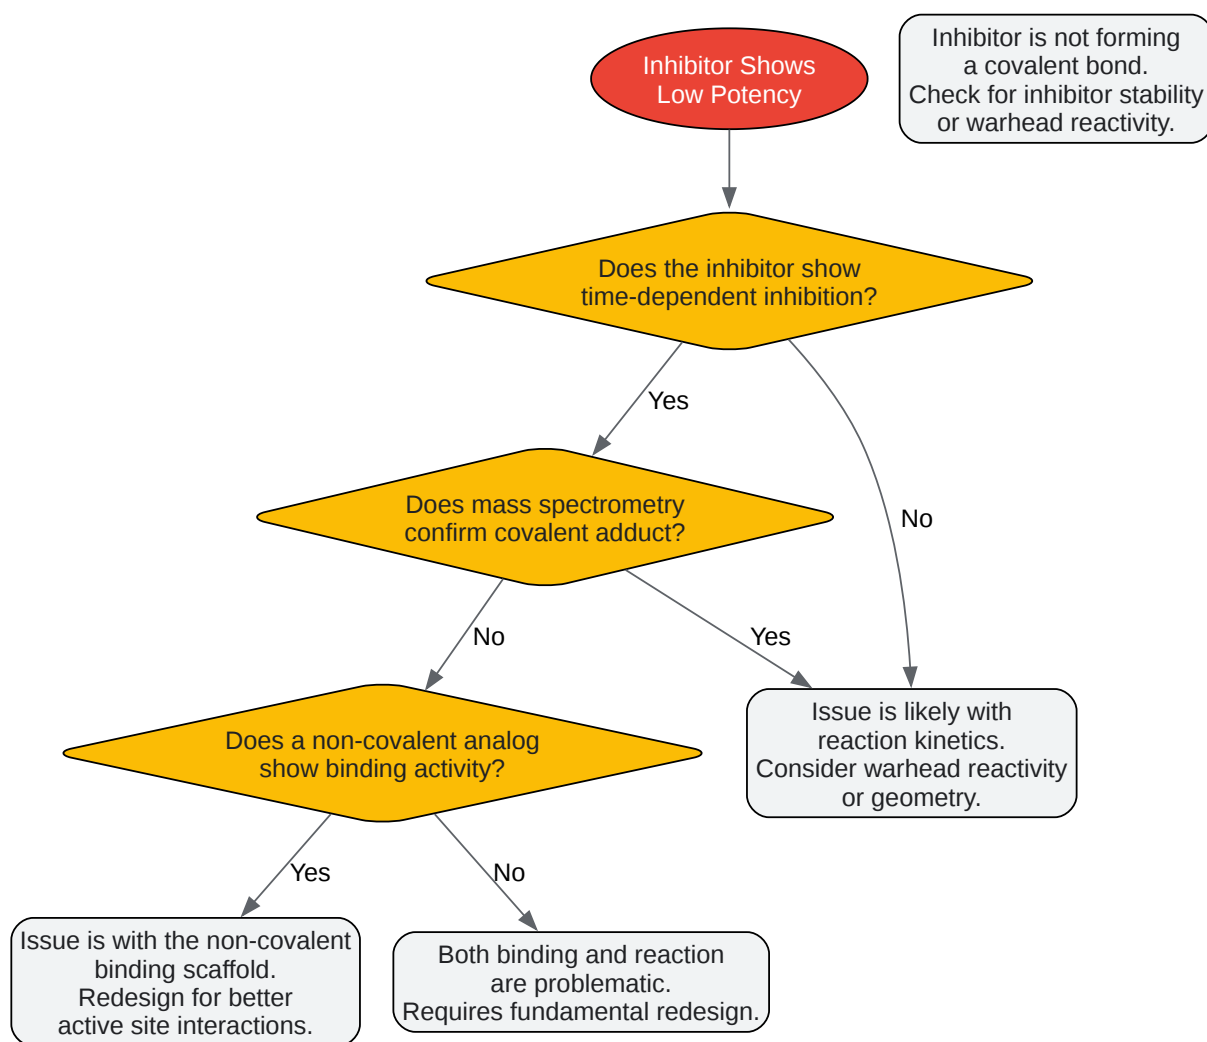 Inhibitor Shows
Low Potency
Inhibitor is not forming
a covalent bond.
Check for inhibitor stability
or warhead reactivity.
Does the inhibitor show
time-dependent inhibition?
Yes
No
Does mass spectrometry
confirm covalent adduct?
No
Yes
Does a non-covalent analog
show binding activity?
Issue is likely with
reaction kinetics.
Consider warhead reactivity
or geometry.
Yes
No
Issue is with the non-covalent
binding scaffold.
Redesign for better
active site interactions.
Both binding and reaction
are problematic.
Requires fundamental redesign.